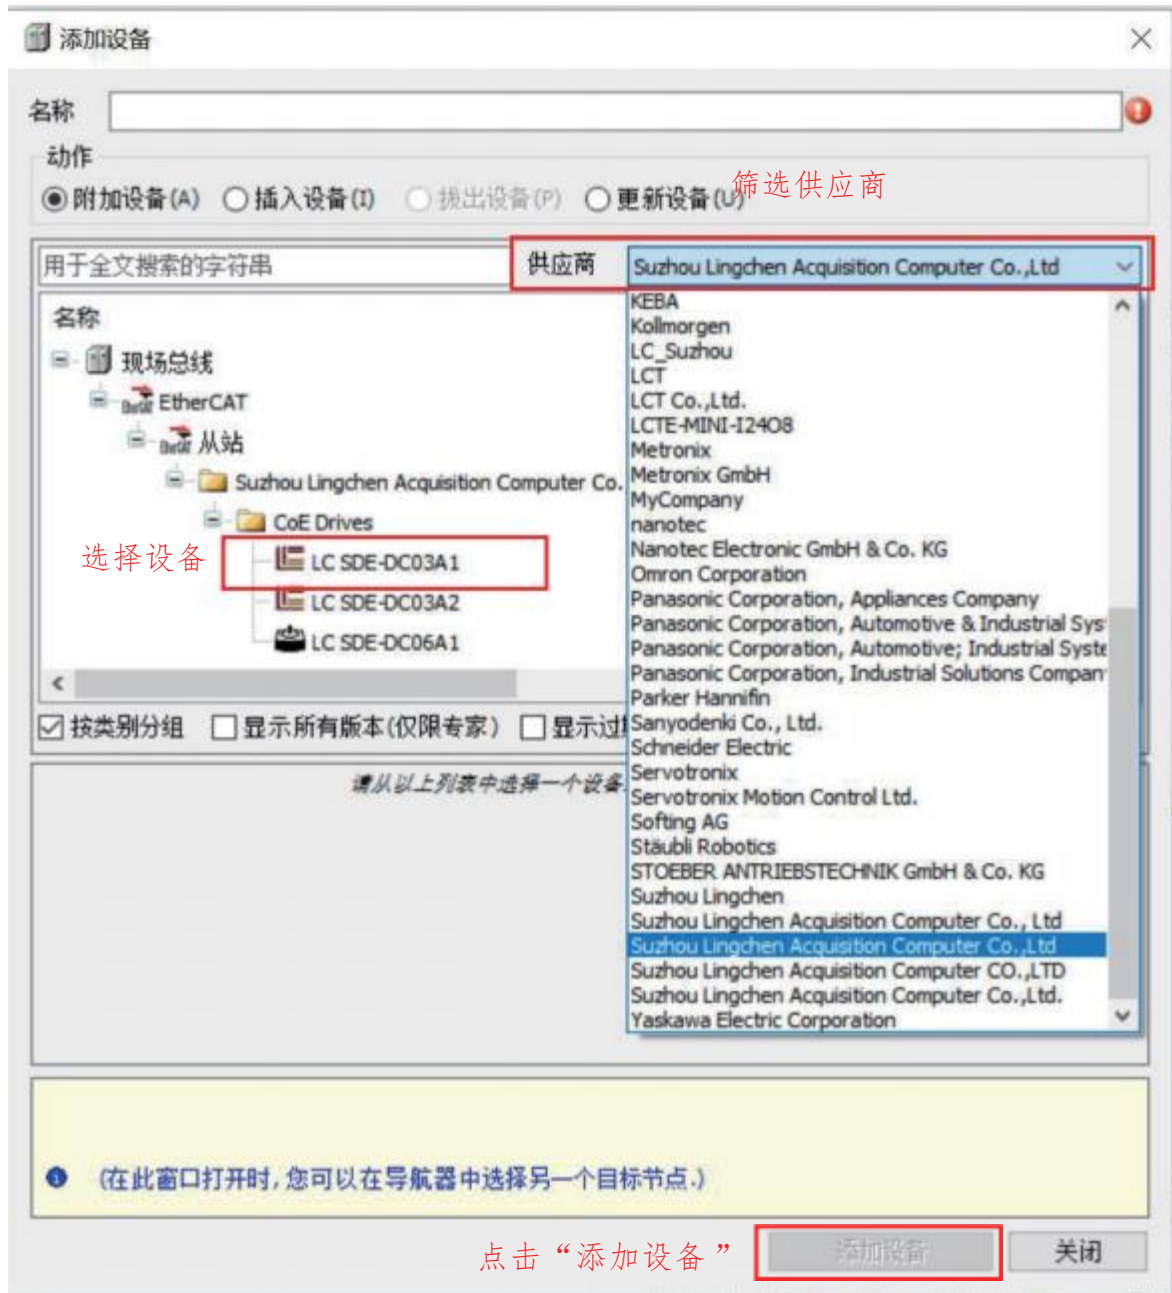 添加设备
名称
动作
附加设备(A) 插入设备(I) 拔出设备(P) 更新设备(U)
筛选供应商
用于全文搜索的字符串
供应商 Suzhou Lingchen Acquisition Computer Co.,Ltd
名称
现场总线
EtherCAT
从站
Suzhou Lingchen Acquisition Computer Co.
CoE Drives
选择设备
LC SDE-DC03A1
LC SDE-DC03A2
LC SDE-DC06A1
KEBA
Kollmorgen
LC_Suzhou
LCT
LCT Co.,Ltd.
LCTE-MINI-I24O8
Metronix
Metronix GmbH
MyCompany
nanotec
Nanotec Electronic GmbH & Co. KG
Omron Corporation
Panasonic Corporation, Appliances Company
Panasonic Corporation, Automotive & Industrial Sys
Panasonic Corporation, Automotive; Industrial Syste
Panasonic Corporation, Industrial Solutions Compan
Parker Hannifin
Sanyodenki Co., Ltd.
Schneider Electric
Servotronix
Servotronix Motion Control Ltd.
Softing AG
Stäubli Robotics
STOEBER ANTRIEBSTECHNIK GmbH & Co. KG
Suzhou Lingchen
Suzhou Lingchen Acquisition Computer Co., Ltd
Suzhou Lingchen Acquisition Computer Co.,Ltd
Suzhou Lingchen Acquisition Computer CO.,LTD
Suzhou Lingchen Acquisition Computer Co.,Ltd.
Yaskawa Electric Corporation
按类别分组 显示所有版本(仅限专家) 显示过
请从以上列表中选择一个设备
(在此窗口打开时,您可以在导航器中选择另一个目标节点.)
点击“添加设备”
添加设备 关闭